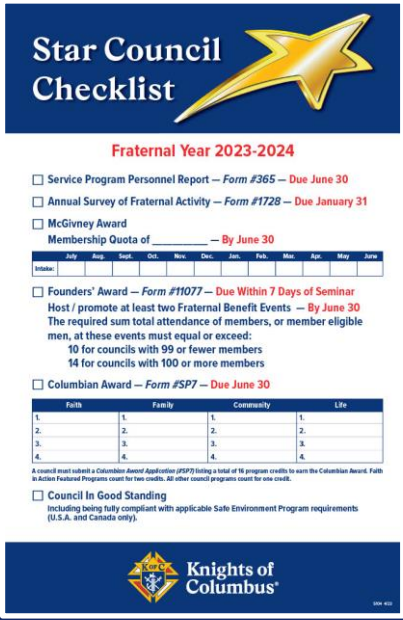 Star Council
Checklist
Fraternal Year 2023-2024
Service Program Personnel Report — Form #365 — Due June 30
Annual Survey of Fraternal Activity — Form #1728 — Due January 31
McGivney Award
Membership Quota of __________ — By June 30
July Aug. Sept. Oct. Nov. Dec. Jan. Feb. Mar. Apr. May June
Intake:
Founders' Award — Form #11077 — Due Within 7 Days of Seminar
Host / promote at least two Fraternal Benefit Events — By June 30
The required sum total attendance of members, or member eligible
men, at these events must equal or exceed:
10 for councils with 99 or fewer members
14 for councils with 100 or more members
Columbian Award — Form #SP7 — Due June 30
Faith Family Community Life
1. 1. 1. 1.
2. 2. 2. 2.
3. 3. 3. 3.
4. 4. 4. 4.
A council must submit a Columbian Award Application (#SP7) listing a total of 16 program credits to earn the Columbian Award. Faith
in Action Featured Programs count for two credits. All other council programs count for one credit.
Council In Good Standing
Including being fully compliant with applicable Safe Environment Program requirements
(U.S.A. and Canada only).
K of C
Knights of
Columbus®